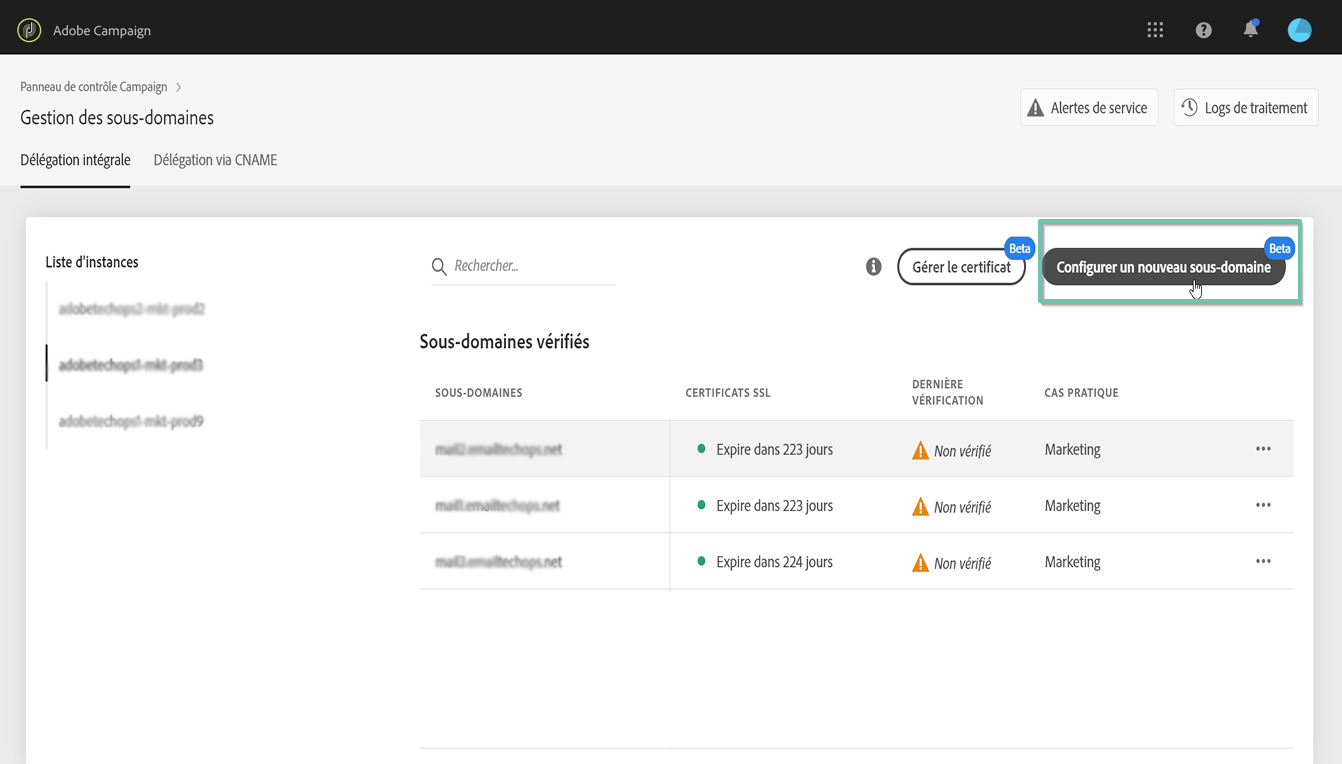 Adobe Campaign
Panneau de contrôle Campaign
Gestion des sous-domaines
Alertes de service
Logs de traitement
Délégation intégrale
Délégation via CNAME
Liste d'instances
Rechercher...
Gérer le certificat
Beta
Configurer un nouveau sous-domaine
Beta
adobetechops2-mkt-prod2
adobetechops1-mkt-prod3
adobetechops1-mkt-prod9
Sous-domaines vérifiés
SOUS-DOMAINES
CERTIFICATS SSL
DERNIÈRE
VÉRIFICATION
CAS PRATIQUE
mail2.emailtechops.net
Expire dans 223 jours
Non vérifié
Marketing
mail1.emailtechops.net
Expire dans 223 jours
Non vérifié
Marketing
mail3.emailtechops.net
Expire dans 224 jours
Non vérifié
Marketing